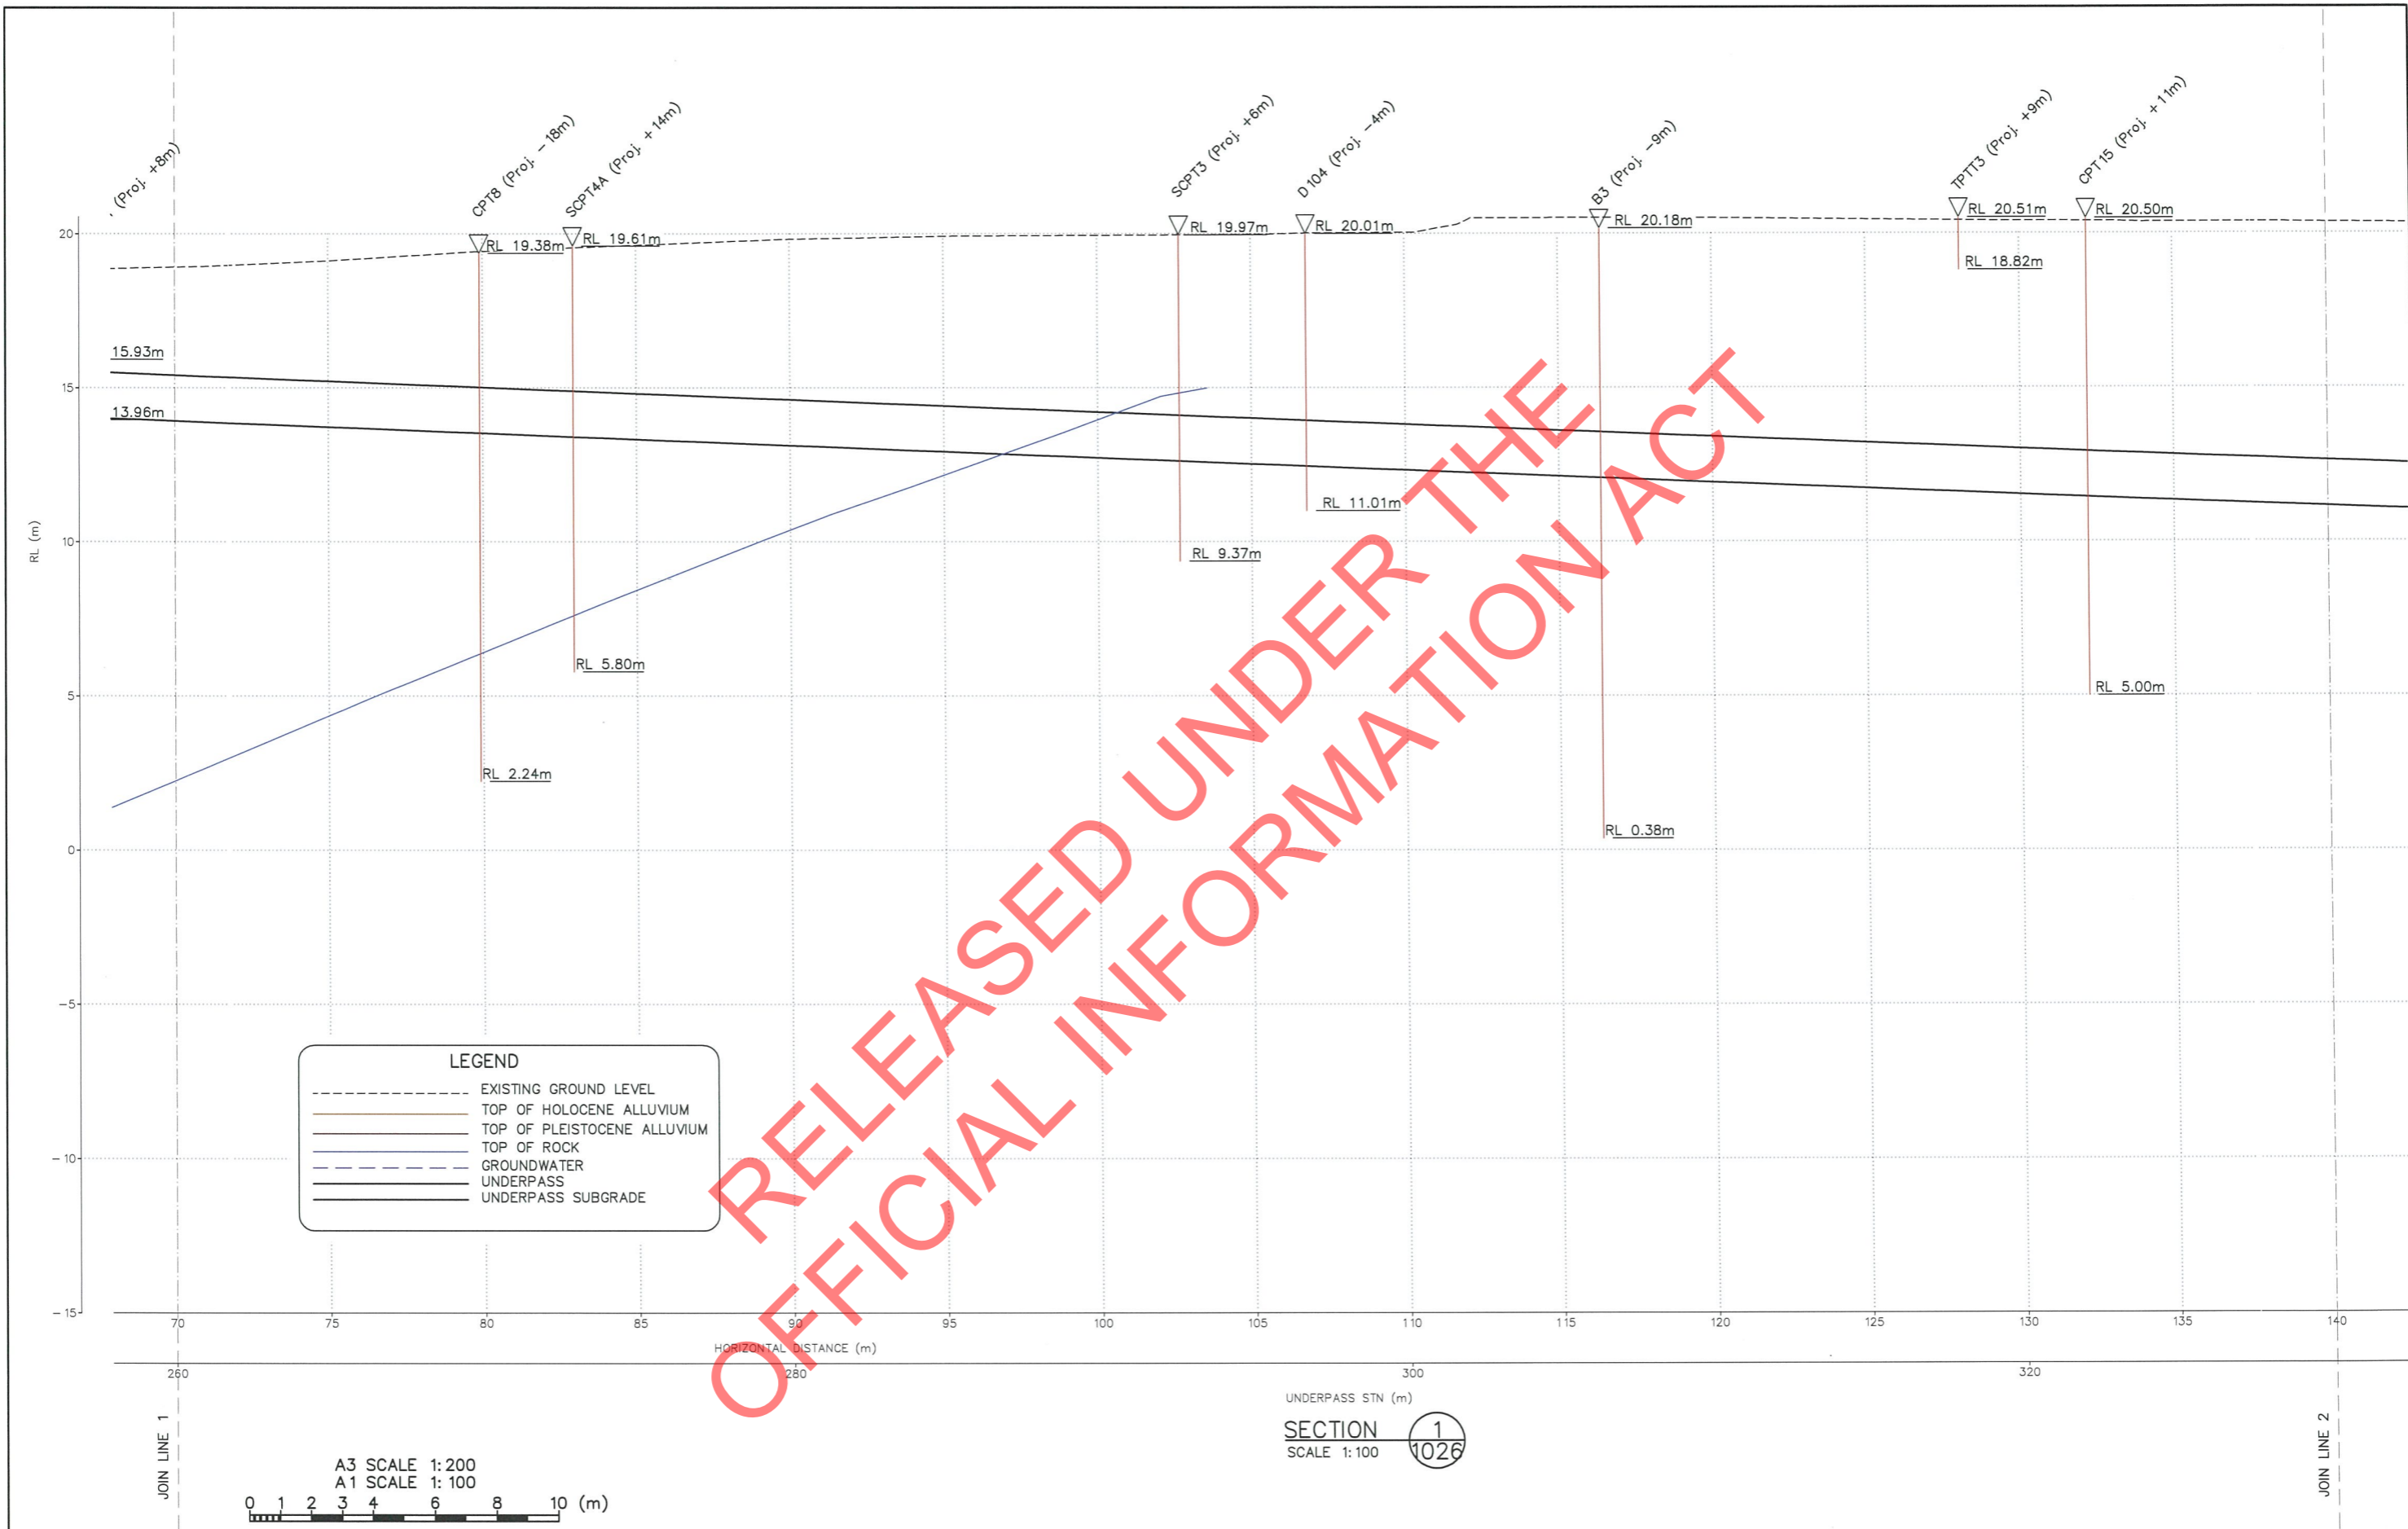 (Proj. +8m)
CPT8 (Proj. -18m)
SCPT4A (Proj. +14m)
SCPT3 (Proj. +6m)
D104 (Proj. -4m)
B3 (Proj. -9m)
TPTT3 (Proj. +9m)
CPT15 (Proj. +11m)
RL 19.38m
RL 19.61m
RL 19.97m
RL 20.01m
RL 20.18m
RL 20.51m
RL 20.50m
RL 18.82m
15.93m
13.96m
RL 11.01m
RL 9.37m
RL 5.80m
RL 5.00m
RL 2.24m
RL 0.38m
RL (m)
20
15
10
5
0
-5
-10
-15
RELEASED UNDER THE
OFFICIAL INFORMATION ACT
LEGEND
EXISTING GROUND LEVEL
TOP OF HOLOCENE ALLUVIUM
TOP OF PLEISTOCENE ALLUVIUM
TOP OF ROCK
GROUNDWATER
UNDERPASS
UNDERPASS SUBGRADE
70 75 80 85 90 95 100 105 110 115 120 125 130 135 140
HORIZONTAL DISTANCE (m)
260 280 300 320
UNDERPASS STN (m)
SECTION 1
SCALE 1:100 1026
JOIN LINE 1
JOIN LINE 2
A3 SCALE 1:200
A1 SCALE 1:100
0 1 2 3 4 6 8 10 (m)